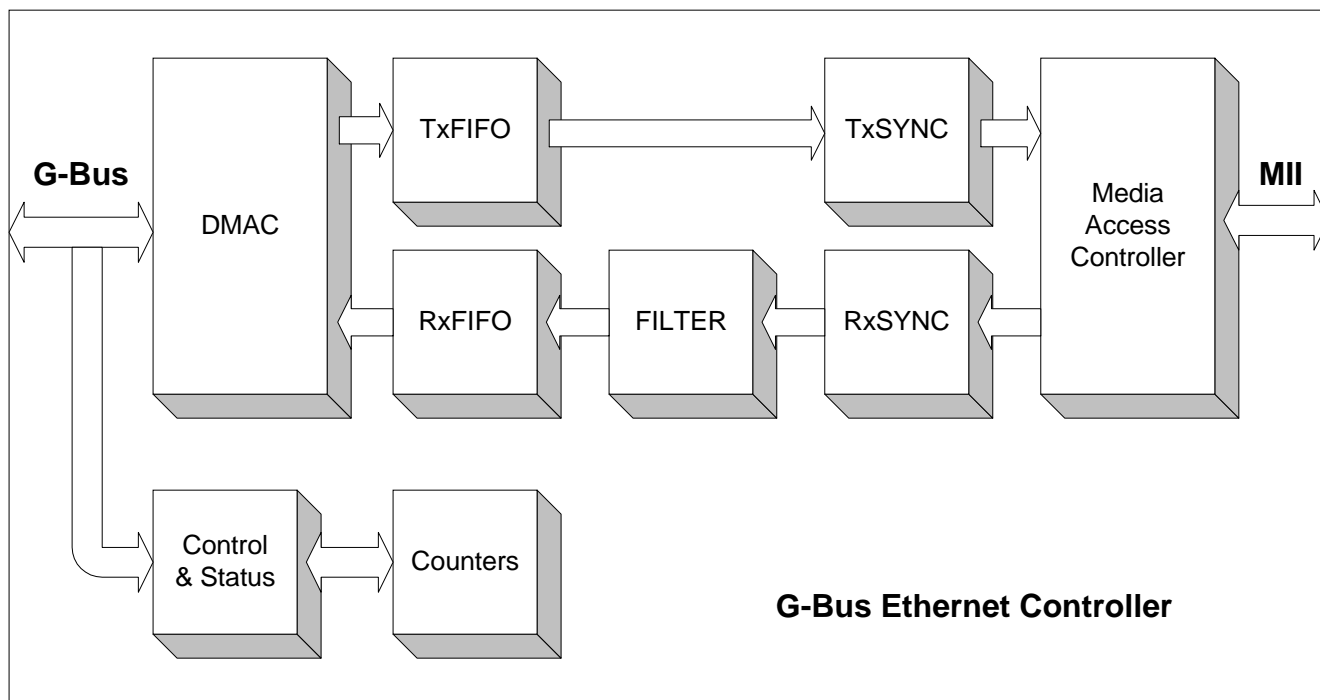 G-Bus
DMAC
TxFIFO
TxSYNC
Media
Access
Controller
MII
RxFIFO
FILTER
RxSYNC
Control
& Status
Counters
G-Bus Ethernet Controller